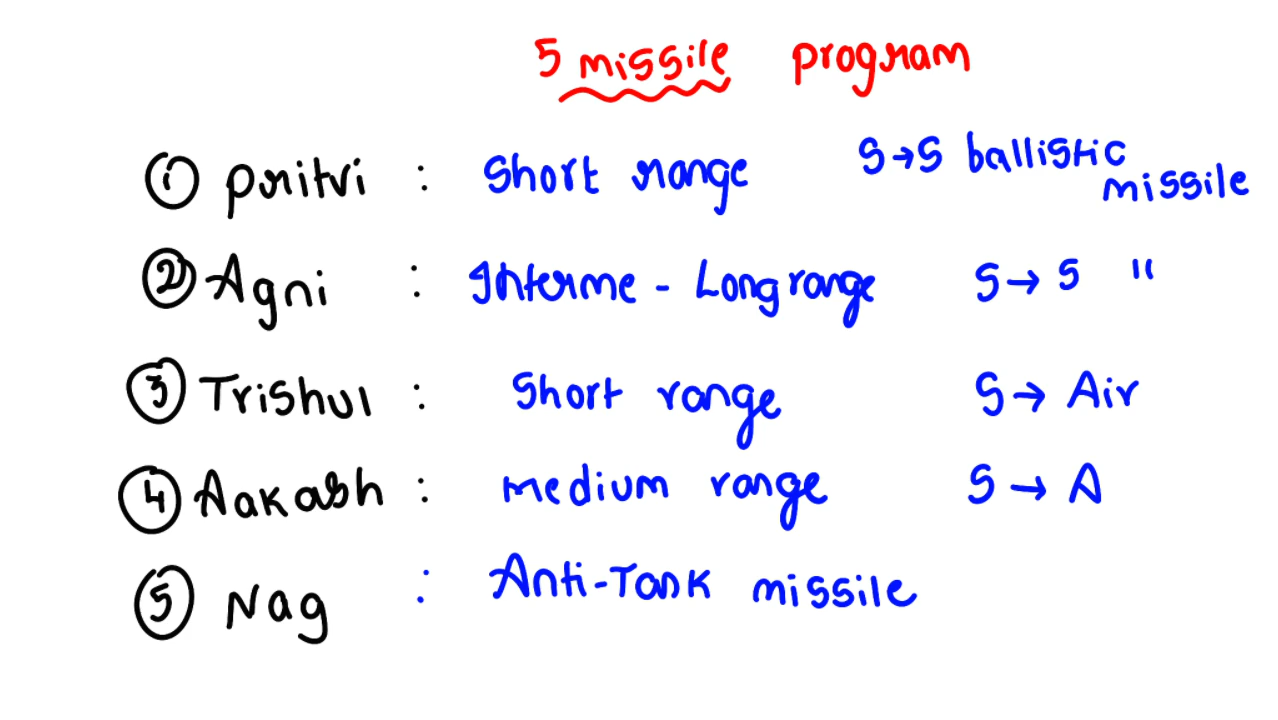 5 missile program
① Pritvi : Short range S→S ballistic
missile
② Agni : Interme - Long range S→S "
③ Trishul : Short range S→ Air
④ Aakash : medium range S → A
⑤ Nag : Anti-Tank missile